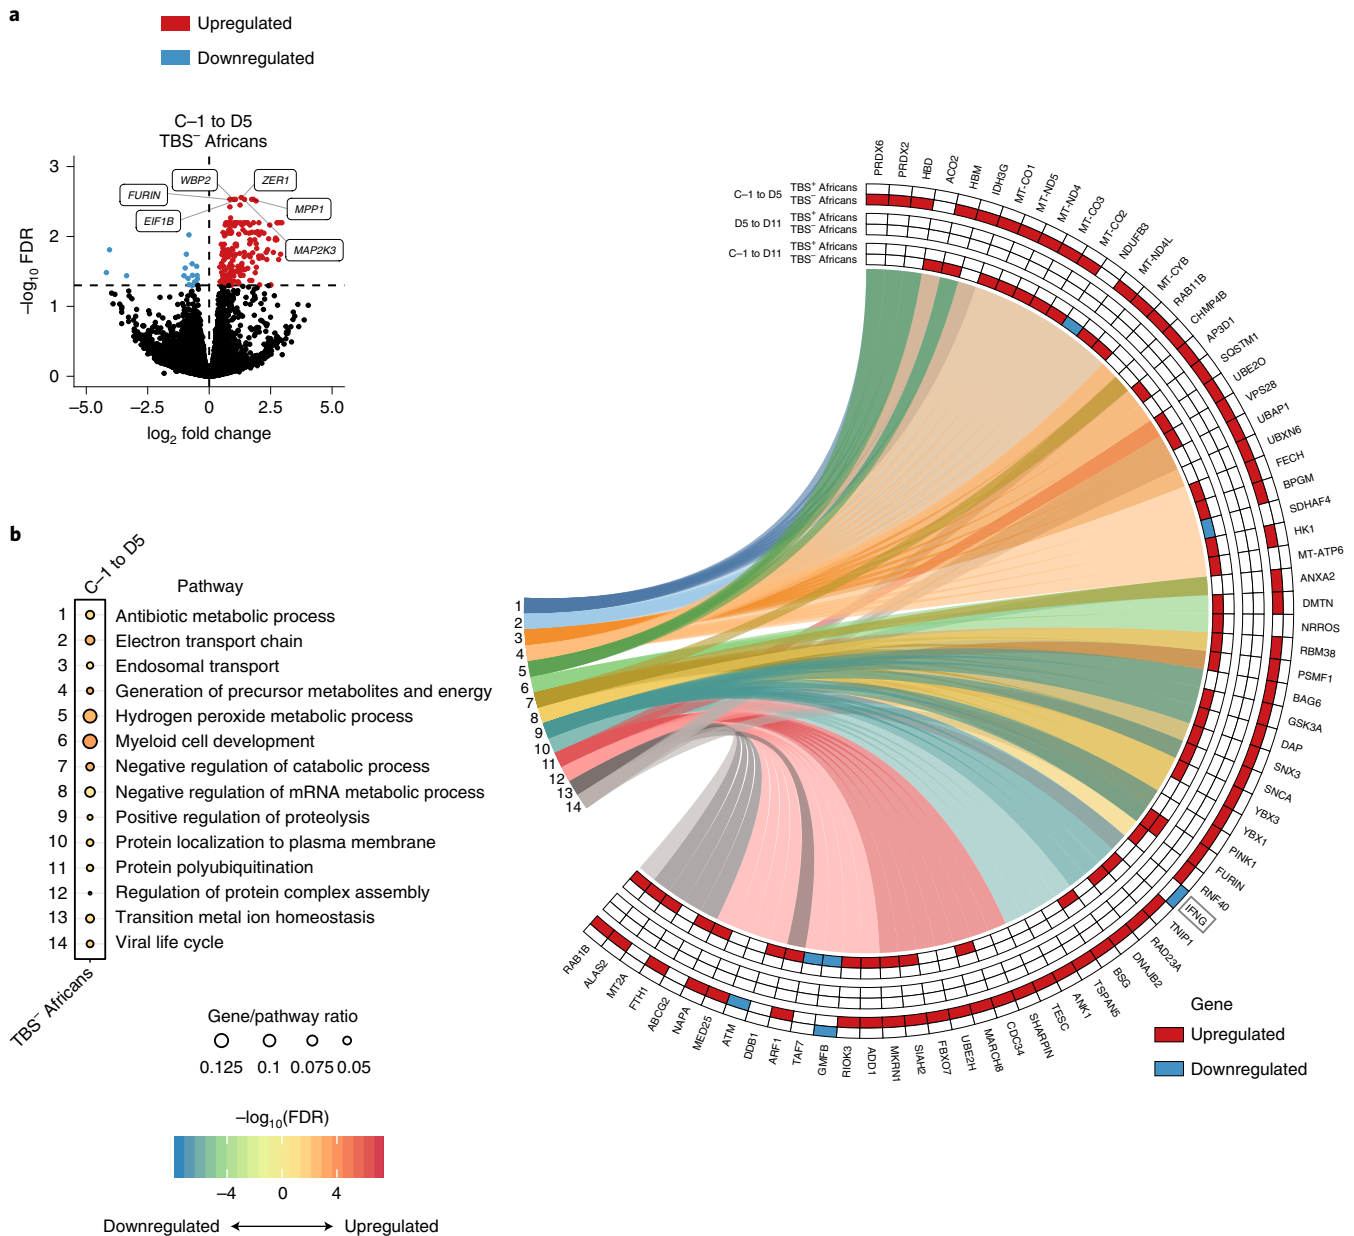 a
Upregulated
Downregulated
C–1 to D5
TBS– Africans
WBP2
ZER1
FURIN
MPP1
EIF1B
MAP2K3
–log10 FDR
3
2
1
0
–5.0
–2.5
0
2.5
5.0
log2 fold change
b
C–1 to D5
Pathway
1 Antibiotic metabolic process
2 Electron transport chain
3 Endosomal transport
4 Generation of precursor metabolites and energy
5 Hydrogen peroxide metabolic process
6 Myeloid cell development
7 Negative regulation of catabolic process
8 Negative regulation of mRNA metabolic process
9 Positive regulation of proteolysis
10 Protein localization to plasma membrane
11 Protein polyubiquitination
12 Regulation of protein complex assembly
13 Transition metal ion homeostasis
14 Viral life cycle
TBS– Africans
Gene/pathway ratio
0.125 0.1 0.075 0.05
–log10(FDR)
–4 0 4
Downregulated Upregulated
C–1 to D5
TBS+ Africans
TBS– Africans
D5 to D11
TBS+ Africans
TBS– Africans
C–1 to D11
TBS+ Africans
TBS– Africans
1
2
3
4
5
6
7
8
9
10
11
12
13
14
PRDX6
PRDX2
HBD
ACO2
HBM
IDH3G
MT-CO1
MT-ND5
MT-ND4
MT-CO3
MT-CO2
NDUFB3
MT-ND4L
MT-CYB
RAB11B
CHMP4B
AP3D1
SQSTM1
UBE2O
VPS28
UBAP1
UBXN6
FECH
BPGM
SDHAF4
HK1
MT-ATP6
ANXA2
DMTN
NRROS
RBM38
PSMF1
BAG6
GSK3A
DAP
SNX3
SNCA
YBX3
YBX1
PINK1
FURIN
RNF40
IFNG
TNIP1
RAD23A
DNAJB2
BSG
TSPAN5
ANK1
TESC
SHARPIN
CDC34
MARCH8
UBE2H
FBXO7
SIAH2
MKRN1
ADD1
RIOK3
GMFB
TAF7
ARF1
DDB1
ATM
MED25
NAPA
ABCG2
FTH1
MT2A
ALAS2
RAB1B
Gene
Upregulated
Downregulated